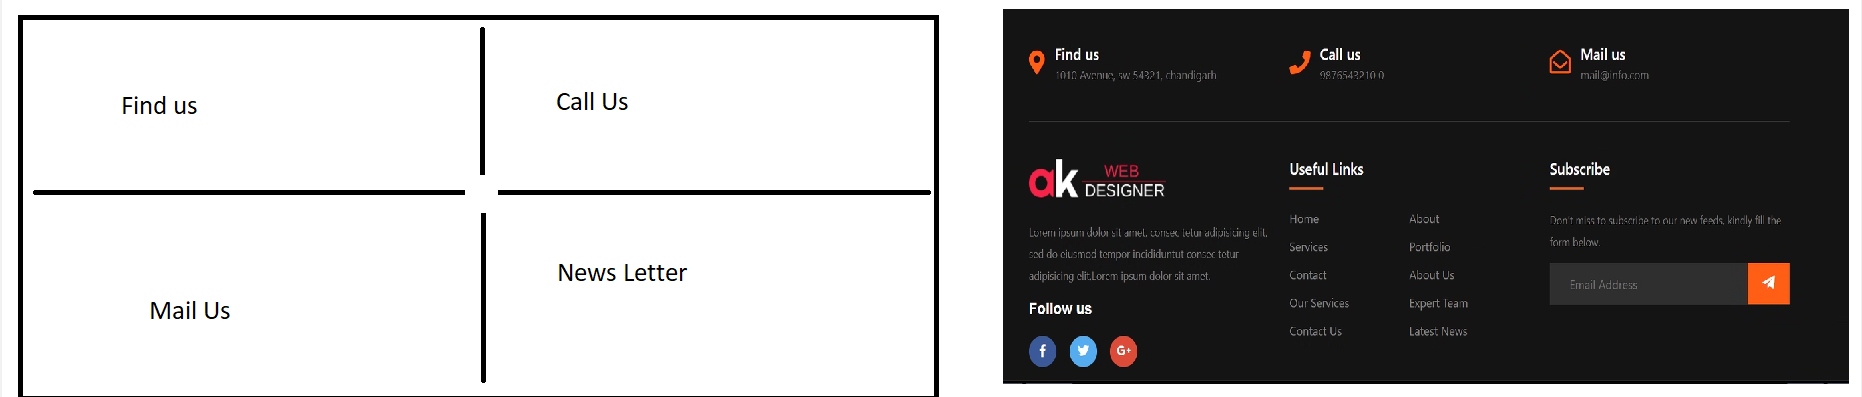 Find us
Call Us
Mail Us
News Letter
Find us
1010 Avenue, sw 54321, chandigarh
Call us
9876543210 0
Mail us
mail@info.com
ak WEB DESIGNER
Lorem ipsum dolor sit amet, consec tetur adipisicing elit,
sed do eiusmod tempor incididuntut consec tetur
adipisicing elit.Lorem ipsum dolor sit amet.
Follow us
f
G+
Useful Links
Home
About
Services
Portfolio
Contact
About Us
Our Services
Expert Team
Contact Us
Latest News
Subscribe
Don't miss to subscribe to our new feeds, kindly fill the
form below.
Email Address